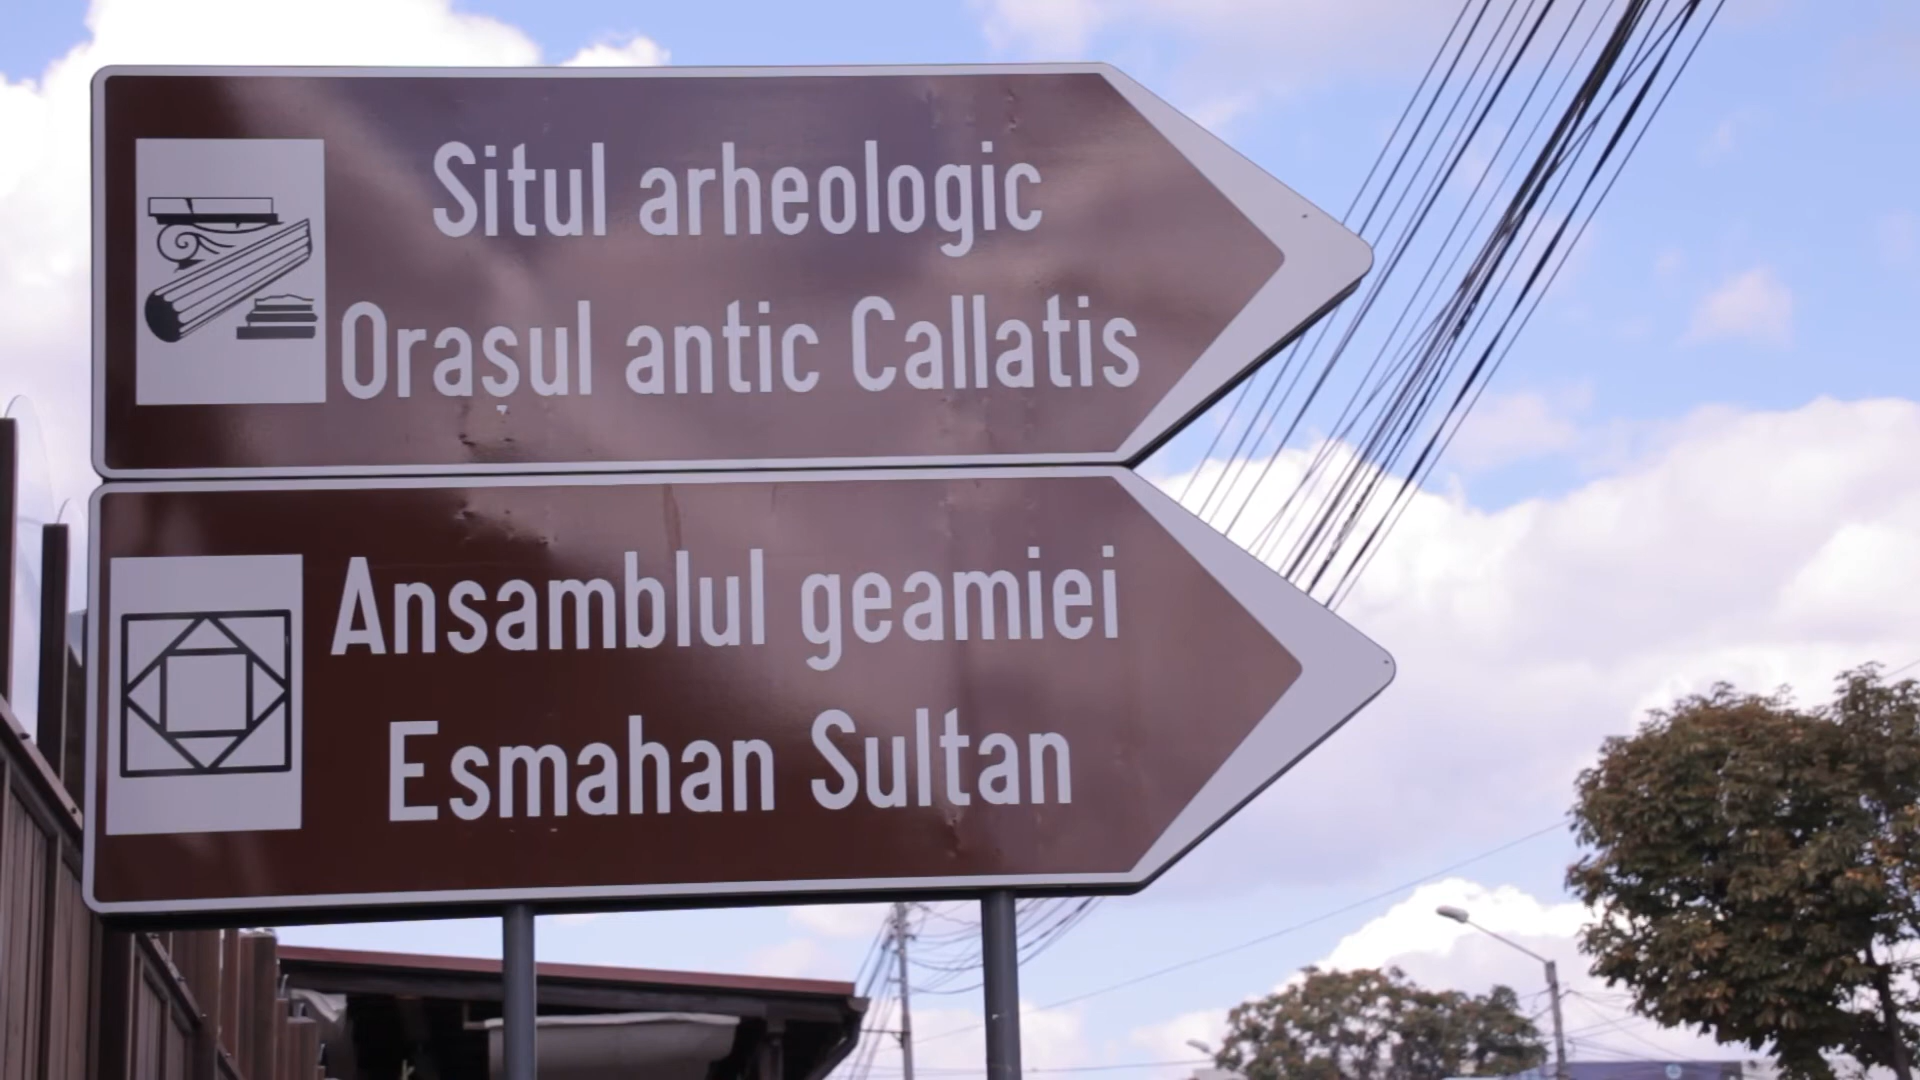 Situl arheologic
Orașul antic Callatis
Ansamblul geamiei
Esmahan Sultan